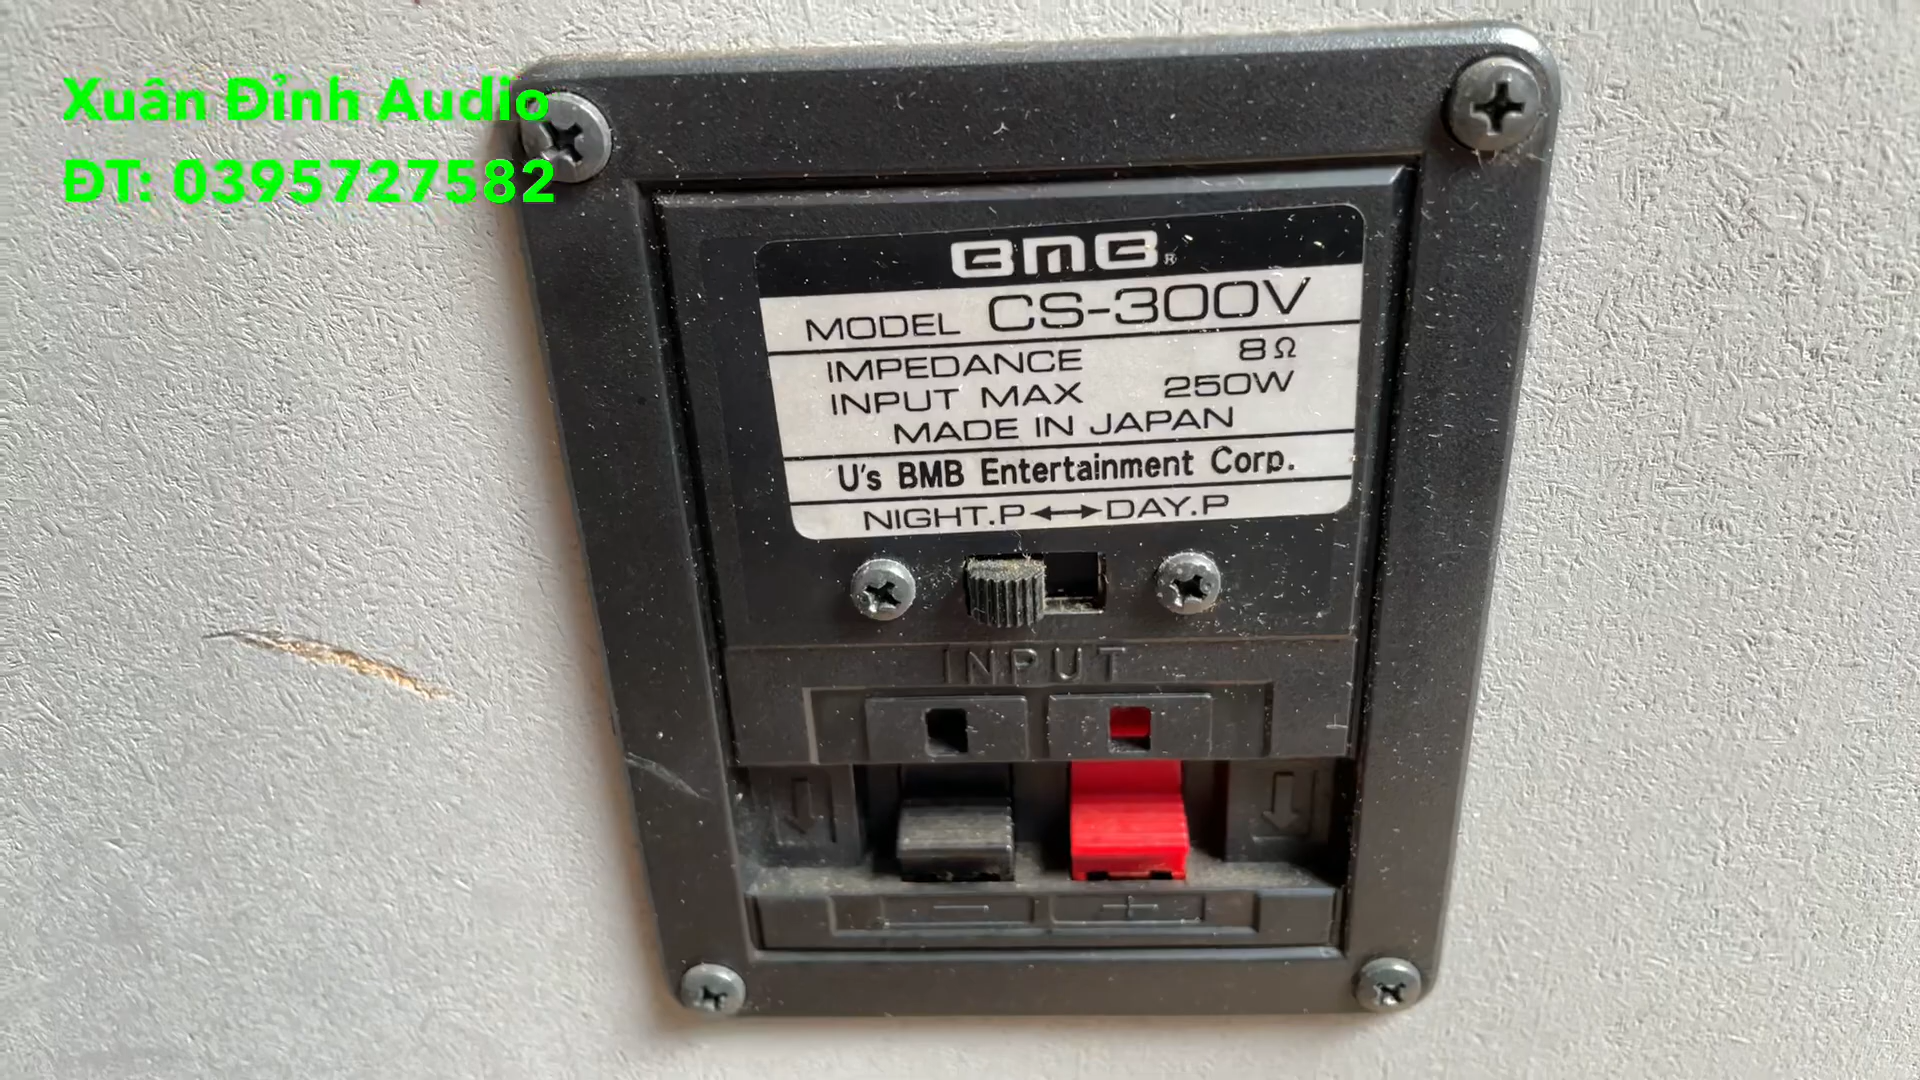 Xuân Đỉnh Audio
ĐT: 0395727582
BMB®
MODEL CS-300V
IMPEDANCE 8Ω
INPUT MAX 250W
MADE IN JAPAN
U's BMB Entertainment Corp.
NIGHT.P↔DAY.P
INPUT
− +